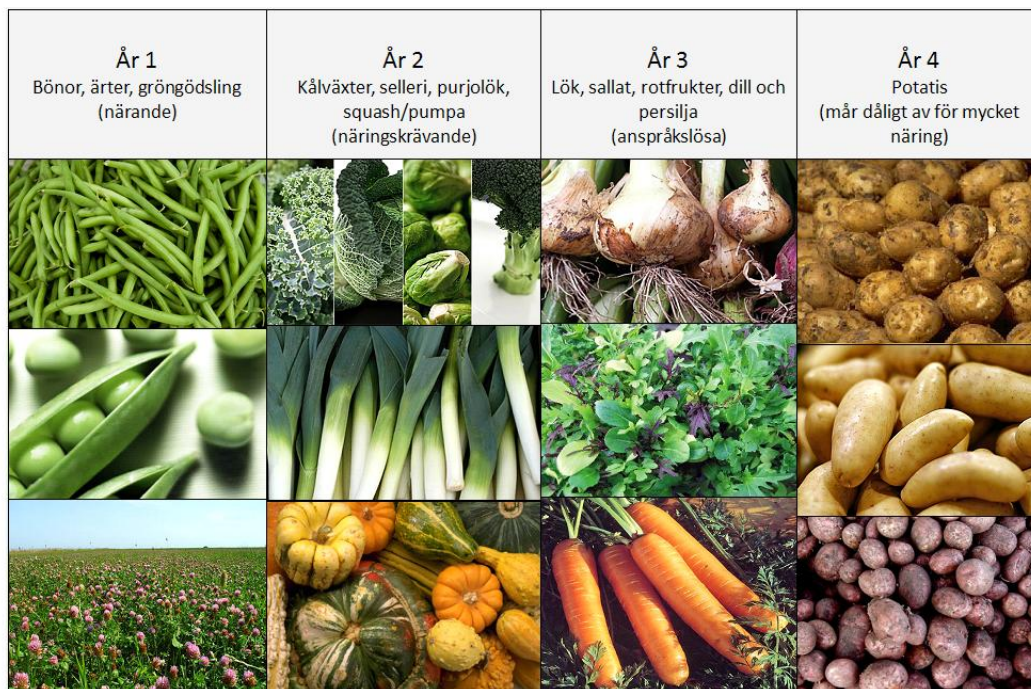 År 1
Bönor, ärter, gröngödsling
(närande)
År 2
Kålväxter, selleri, purjolök,
squash/pumpa
(näringskrävande)
År 3
Lök, sallat, rotfrukter, dill och
persilja
(anspråkslösa)
År 4
Potatis
(mår dåligt av för mycket
näring)